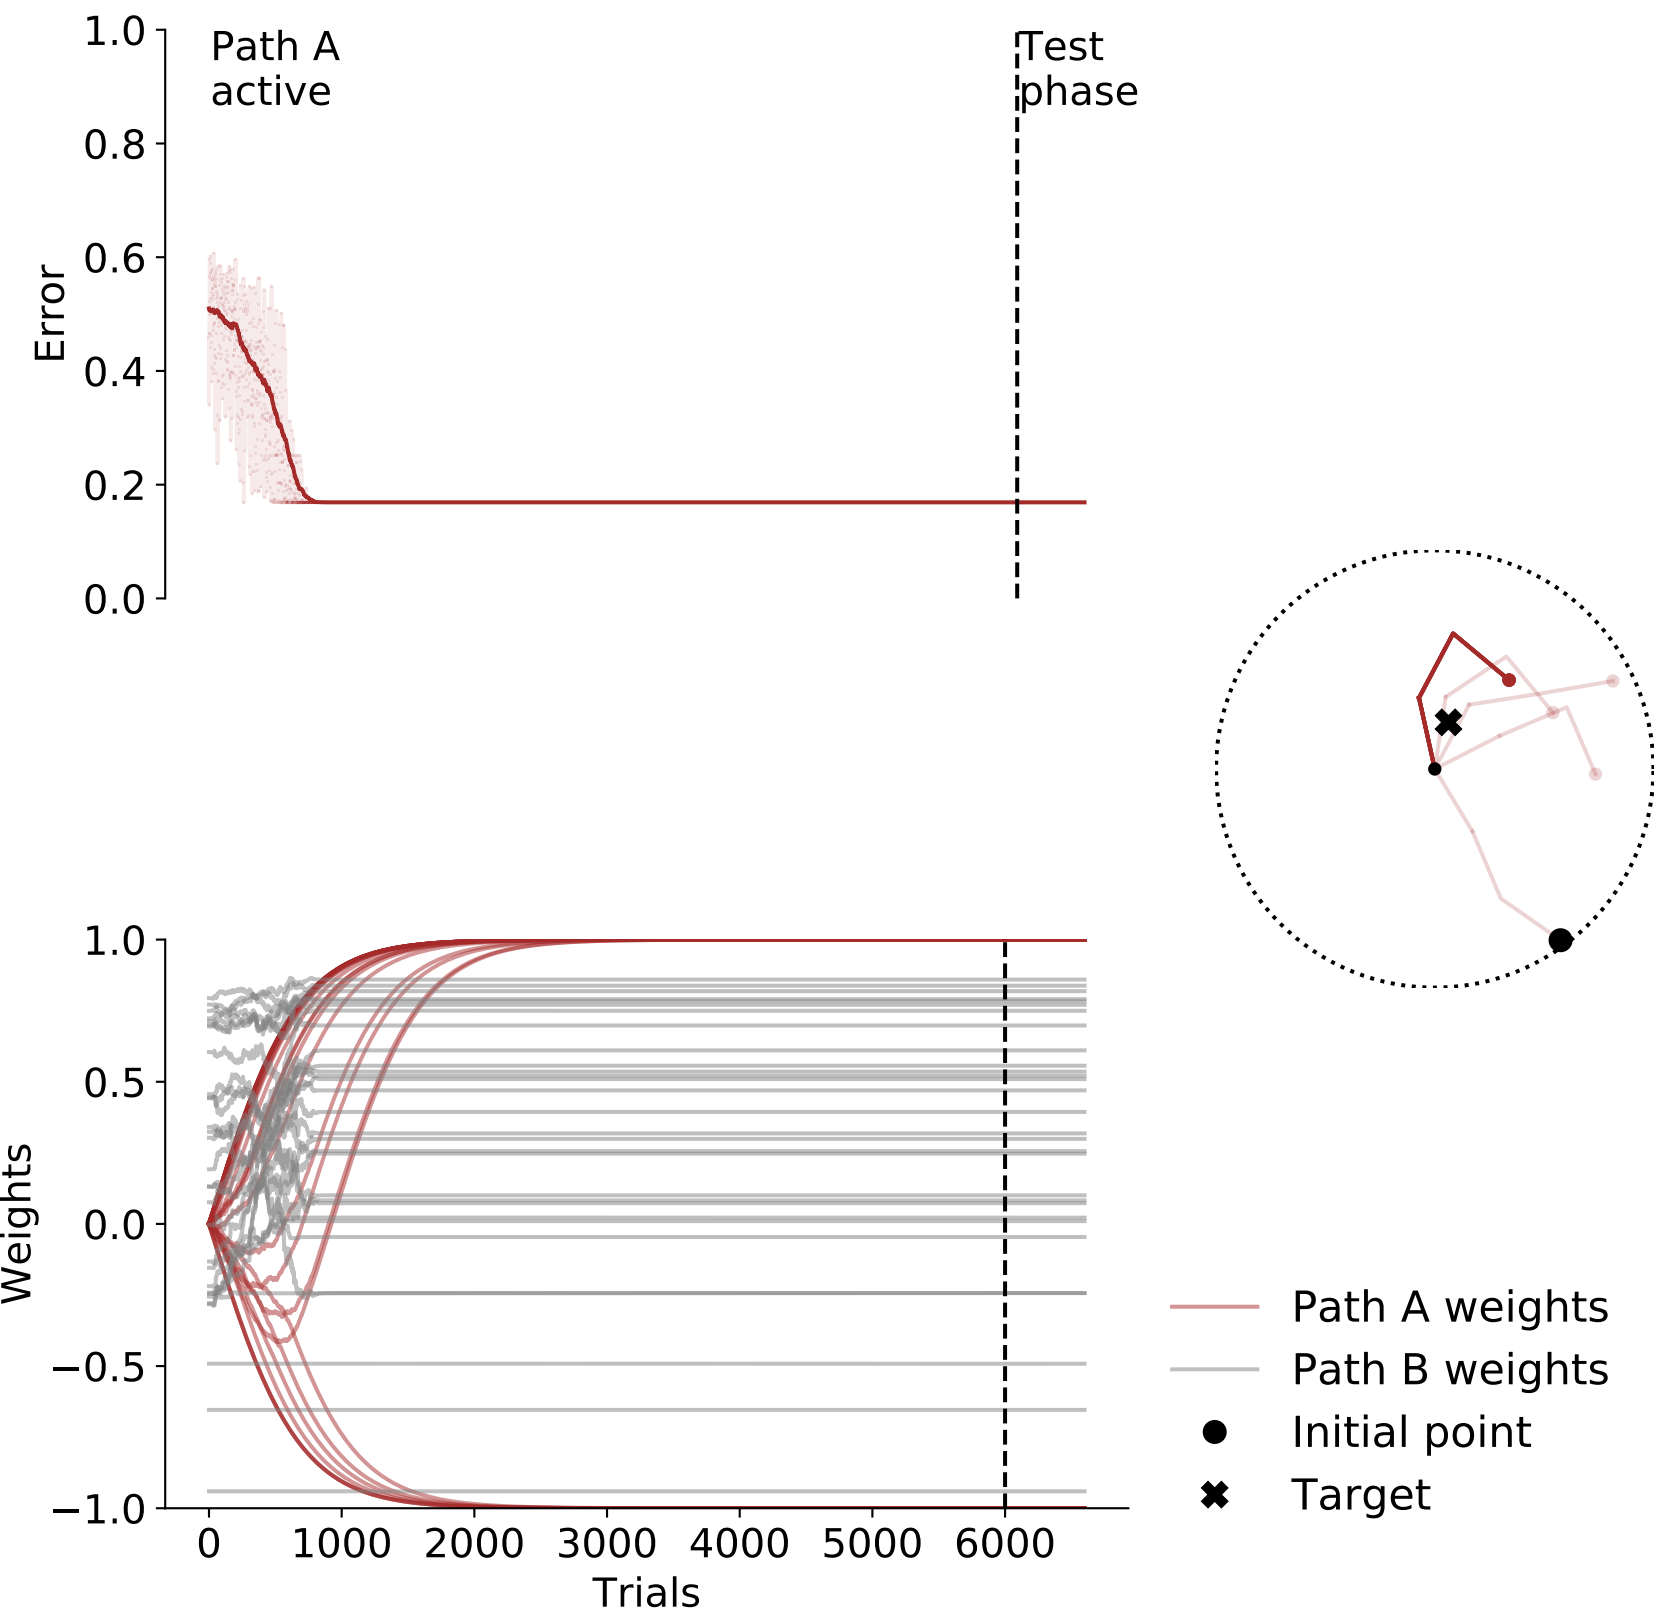 Path A
active
Test
phase
1.0
0.8
0.6
0.4
0.2
0.0
Error
1.0
0.5
0.0
−0.5
−1.0
Weights
0 1000 2000 3000 4000 5000 6000
Trials
Path A weights
Path B weights
Initial point
Target